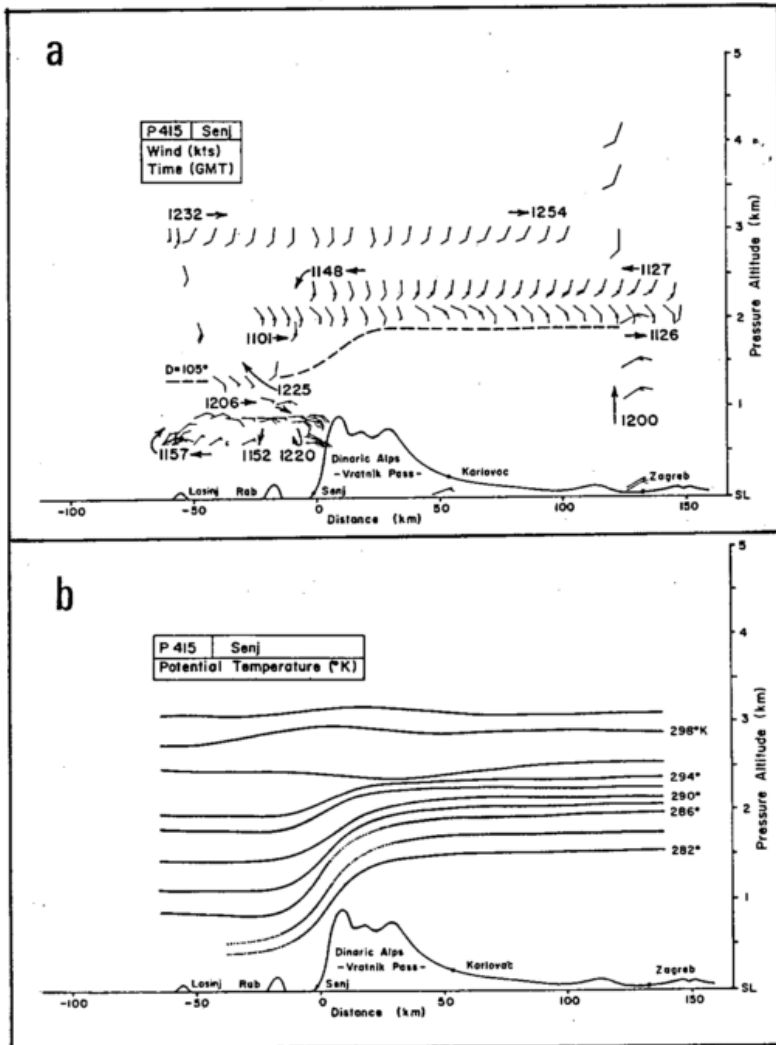 a
P415 Senj
Wind (kts)
Time (GMT)
1232
1254
1148
1127
1101
1126
D=105°
1225
1206
1200
1157
1152
1220
Dinaric Alps
-Vratnik Pass-
Karlovac
Zagreb
Losinj
Rab
Senj
5
4
3
2
1
SL
Pressure Altitude (km)
-100
-50
0
50
100
150
Distance (km)
b
P415 Senj
Potential Temperature (°K)
298°K
294°
290°
286°
282°
Dinaric Alps
-Vratnik Pass-
Karlovac
Zagreb
Losinj
Rab
Senj
5
4
3
2
1
SL
Pressure Altitude (km)
-100
-50
0
50
100
150
Distance (km)